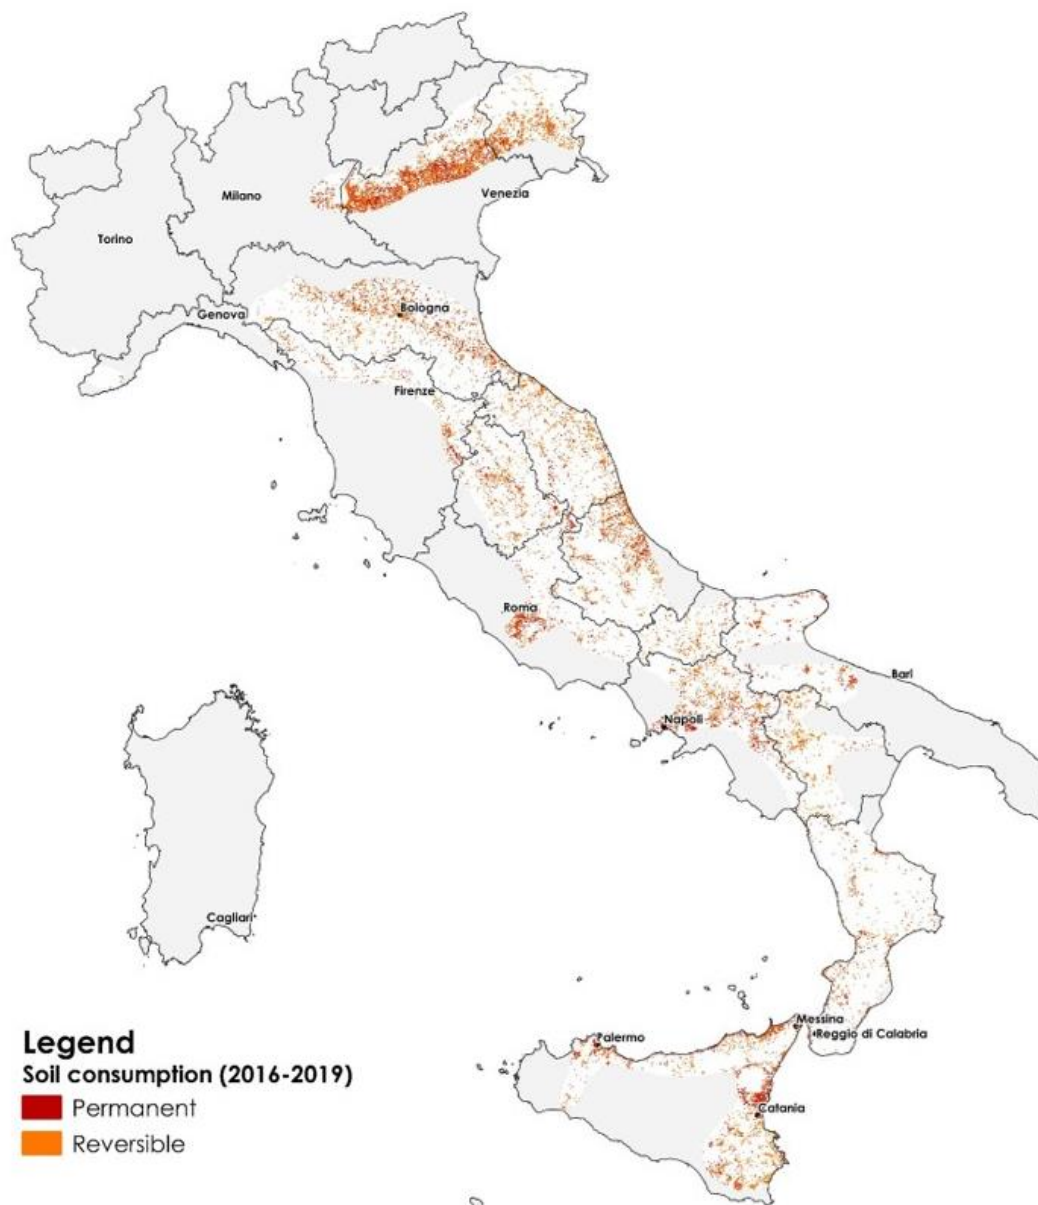 Milano
Venezia
Torino
Genova
Bologna
Firenze
Roma
Bari
Napoli
Cagliari
Messina
Reggio di Calabria
Palermo
Catania
Legend
Soil consumption (2016-2019)
Permanent
Reversible